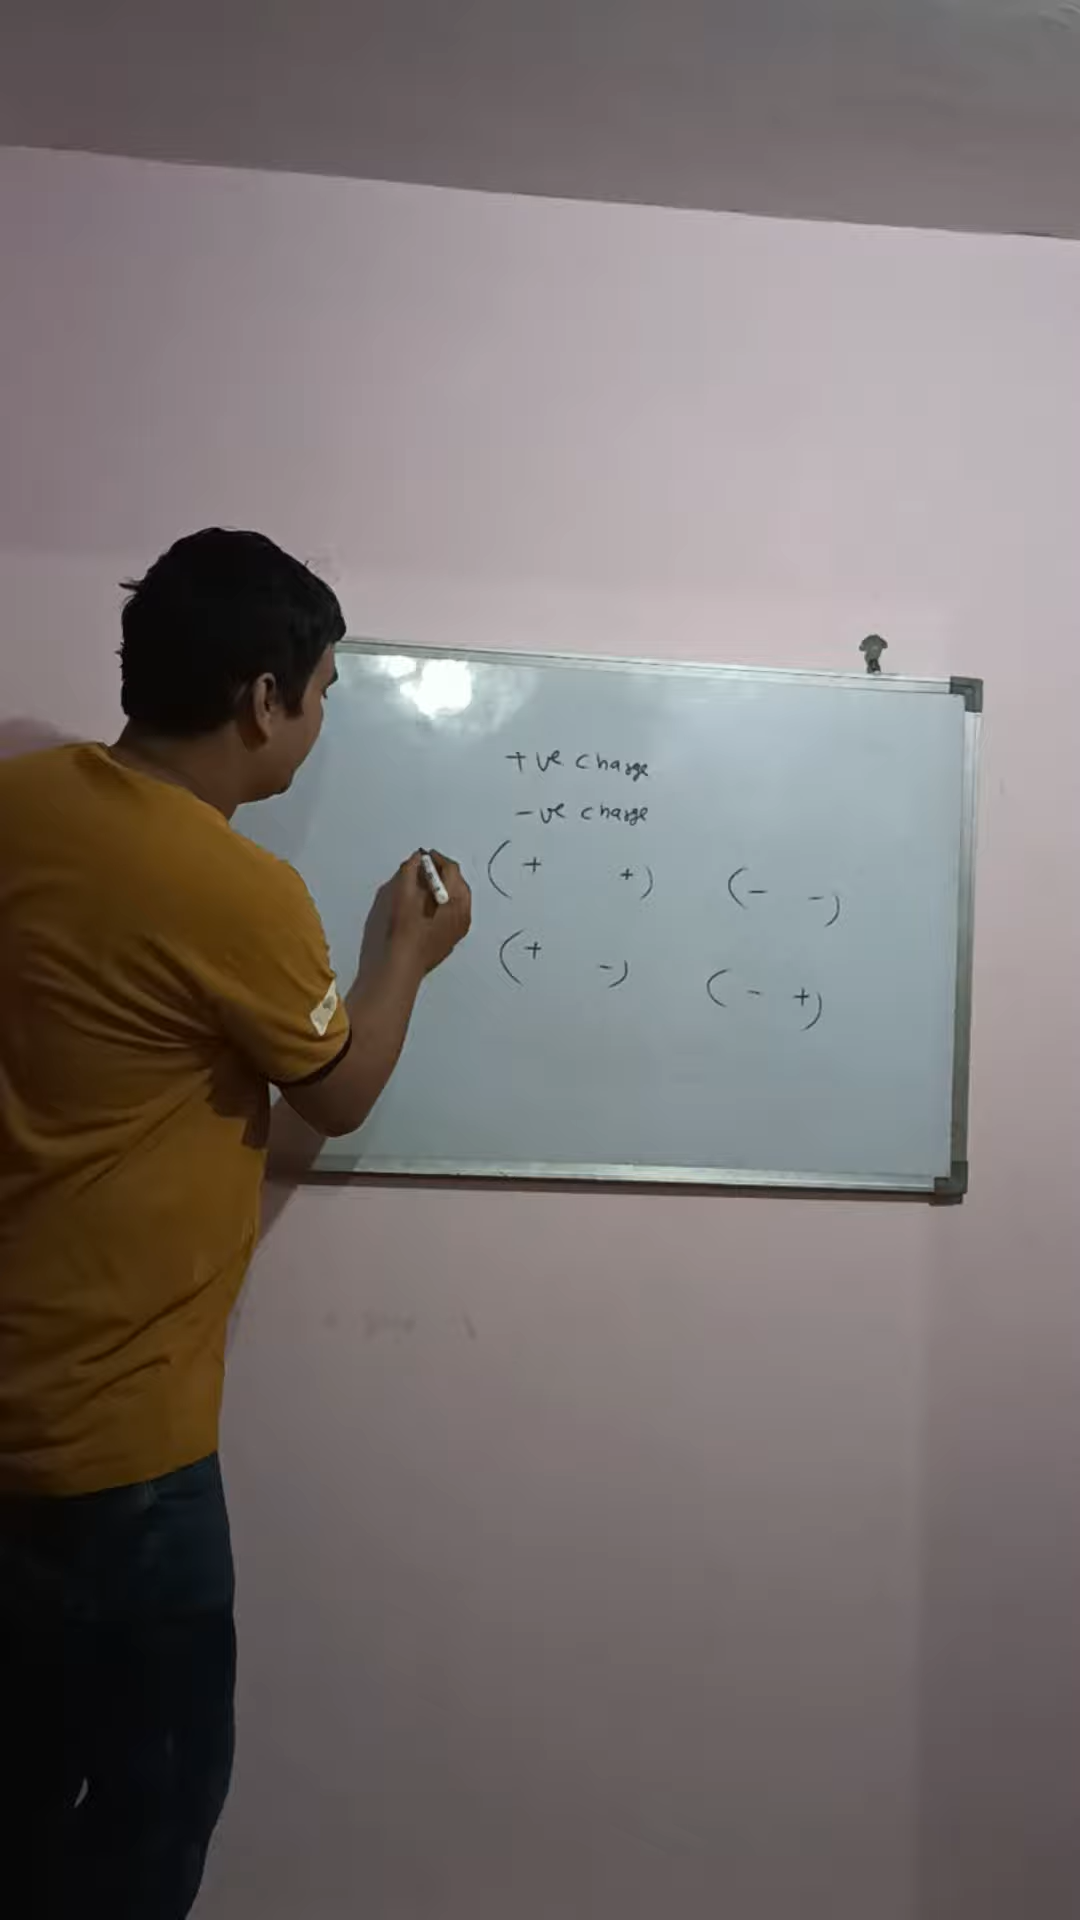 +ve charge
-ve charge
(+ +) (- -)
(+ -) (- +)